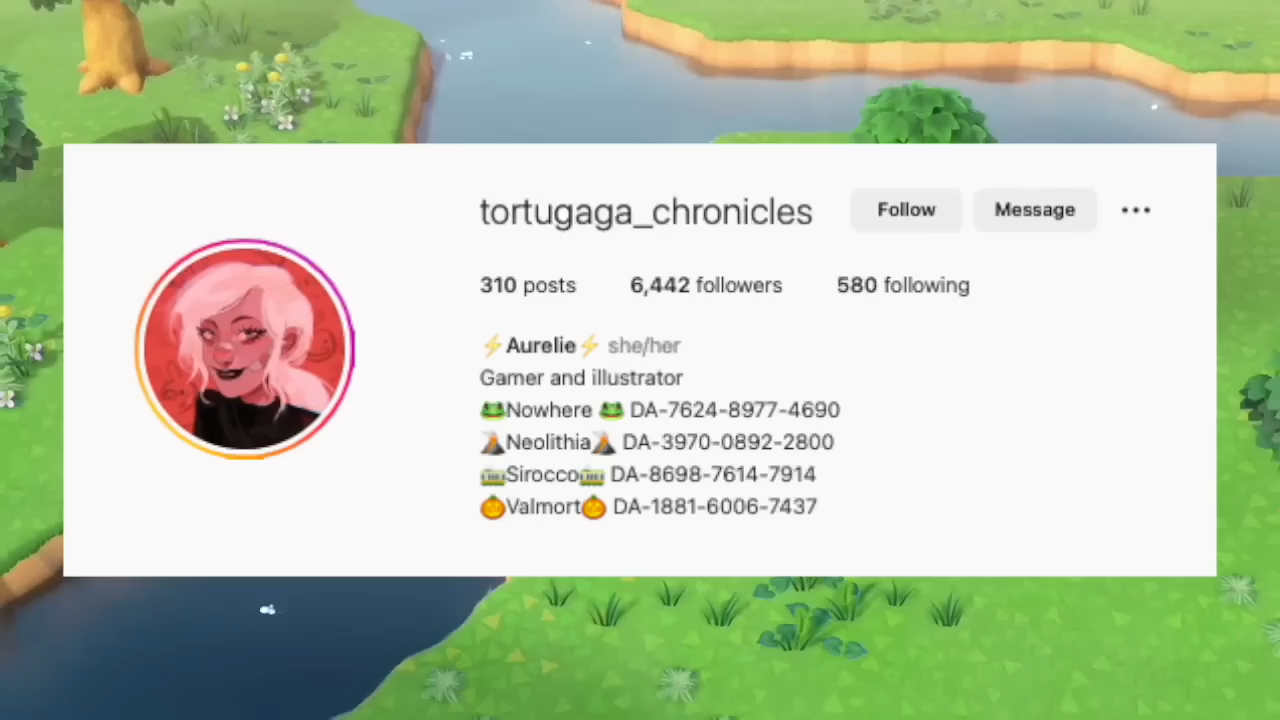 tortugaga_chronicles Follow Message •••
310 posts 6,442 followers 580 following
⚡Aurelie⚡ she/her
Gamer and illustrator
🐸Nowhere 🐸 DA-7624-8977-4690
🌋Neolithia🌋 DA-3970-0892-2800
🚋Sirocco🚋 DA-8698-7614-7914
🎃Valmort🎃 DA-1881-6006-7437